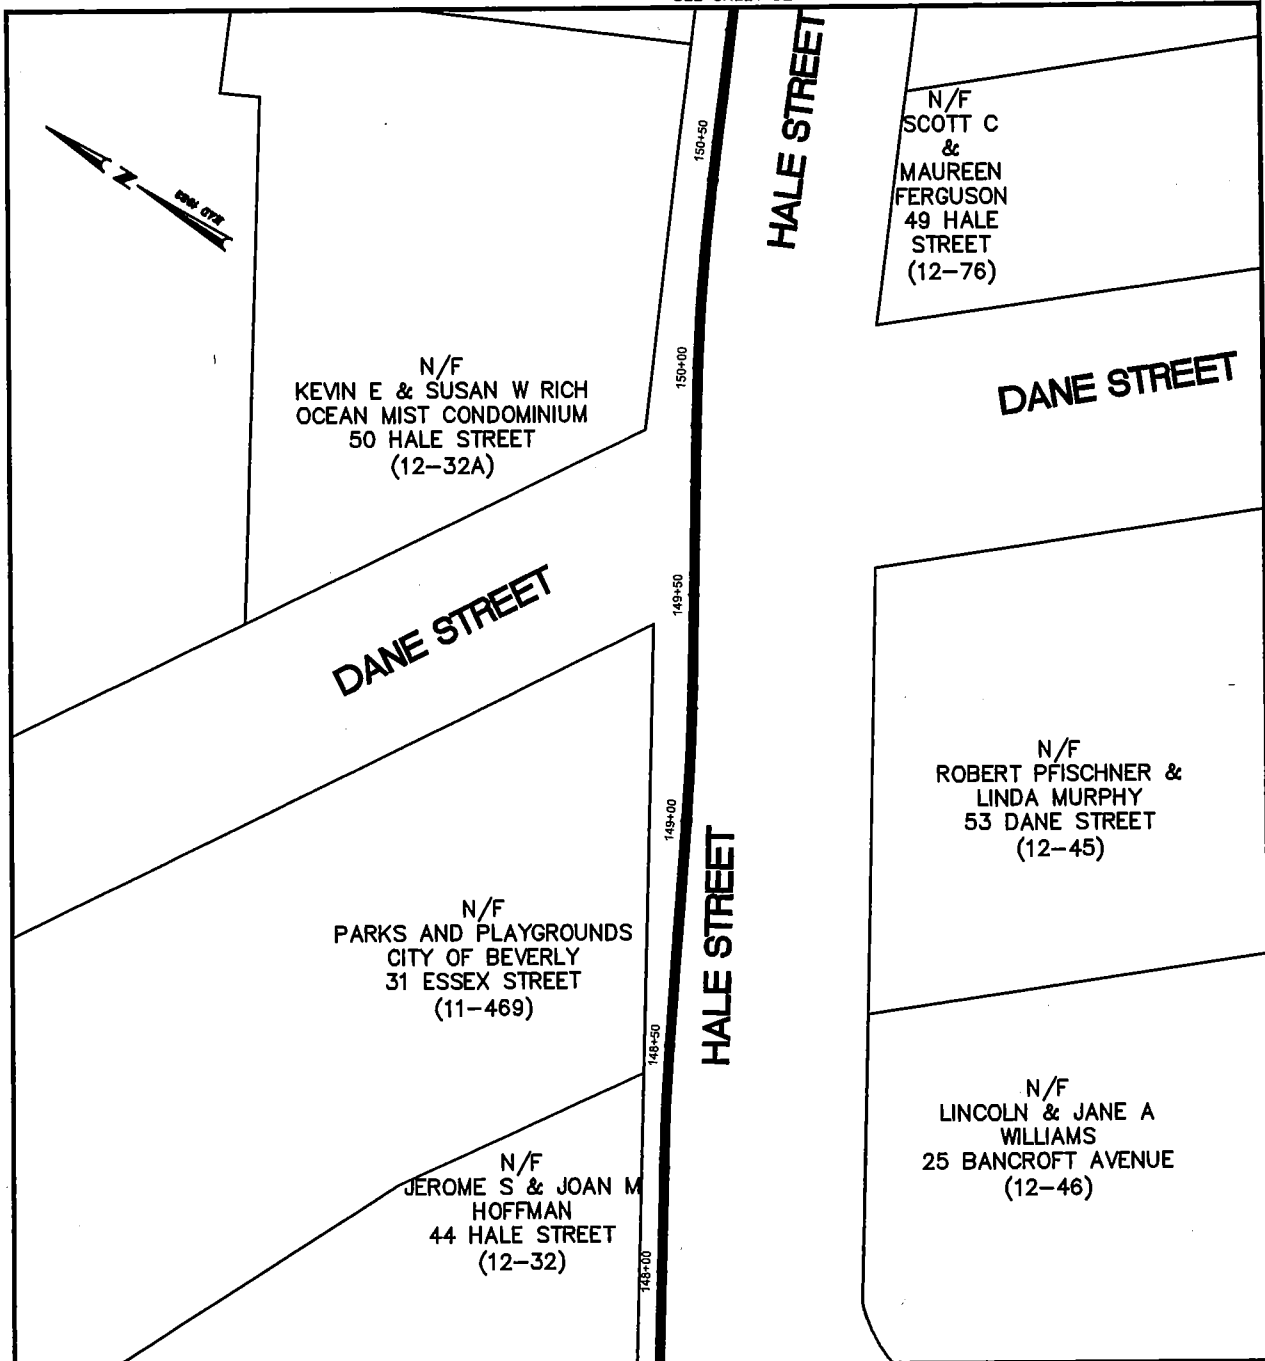 HALE STREET
150+50
N/F
SCOTT C
&
MAUREEN
FERGUSON
49 HALE
STREET
(12-76)
N
NAD 1983
150+00
N/F
KEVIN E & SUSAN W RICH
OCEAN MIST CONDOMINIUM
50 HALE STREET
(12-32A)
DANE STREET
149+50
DANE STREET
N/F
ROBERT PFISCHNER &
LINDA MURPHY
53 DANE STREET
(12-45)
149+00
HALE STREET
N/F
PARKS AND PLAYGROUNDS
CITY OF BEVERLY
31 ESSEX STREET
(11-469)
148+50
N/F
LINCOLN & JANE A
WILLIAMS
25 BANCROFT AVENUE
(12-46)
N/F
JEROME S & JOAN M
HOFFMAN
44 HALE STREET
(12-32)
148+00